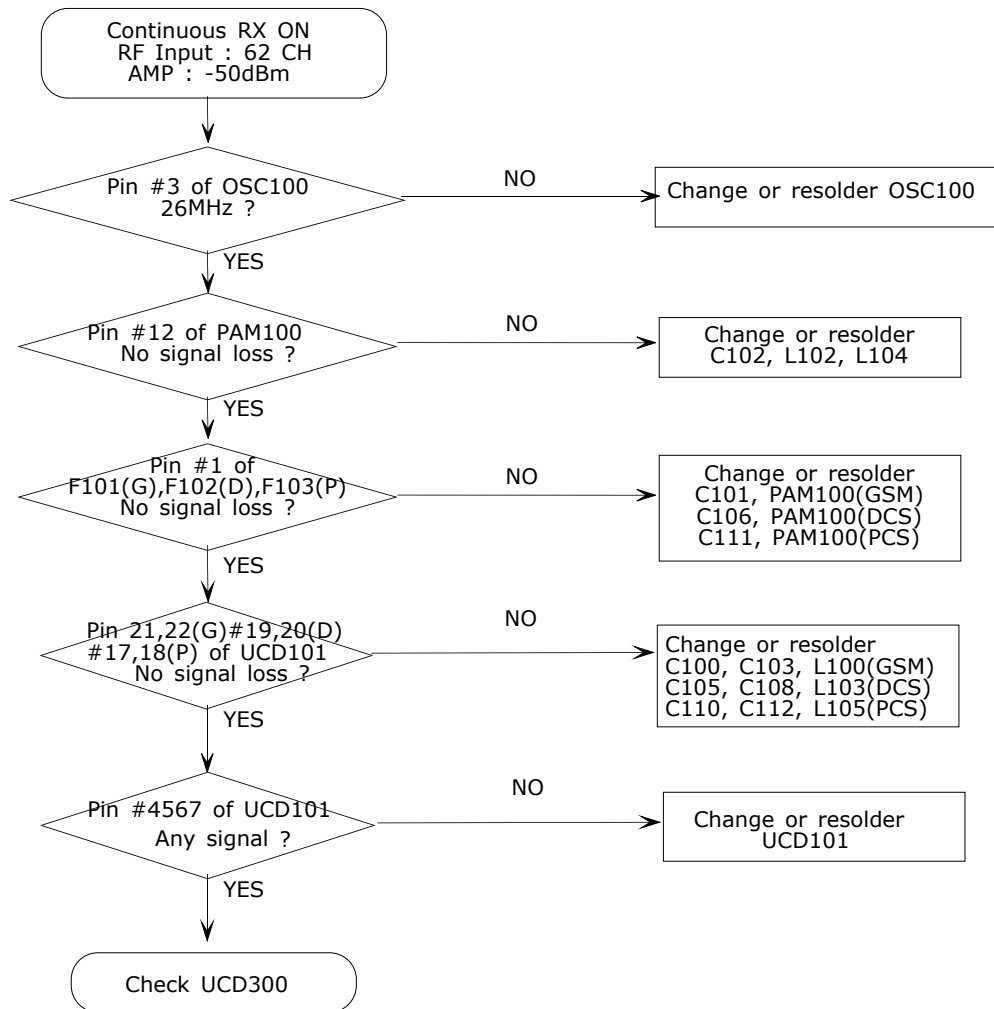 Continuous RX ON
RF Input : 62 CH
AMP : -50dBm
Pin #3 of OSC100
26MHz ?
NO
Change or resolder OSC100
YES
Pin #12 of PAM100
No signal loss ?
NO
Change or resolder
C102, L102, L104
YES
Pin #1 of
F101(G),F102(D),F103(P)
No signal loss ?
NO
Change or resolder
C101, PAM100(GSM)
C106, PAM100(DCS)
C111, PAM100(PCS)
YES
Pin 21,22(G)#19,20(D)
#17,18(P) of UCD101
No signal loss ?
NO
Change or resolder
C100, C103, L100(GSM)
C105, C108, L103(DCS)
C110, C112, L105(PCS)
YES
Pin #4567 of UCD101
Any signal ?
NO
Change or resolder
UCD101
YES
Check UCD300